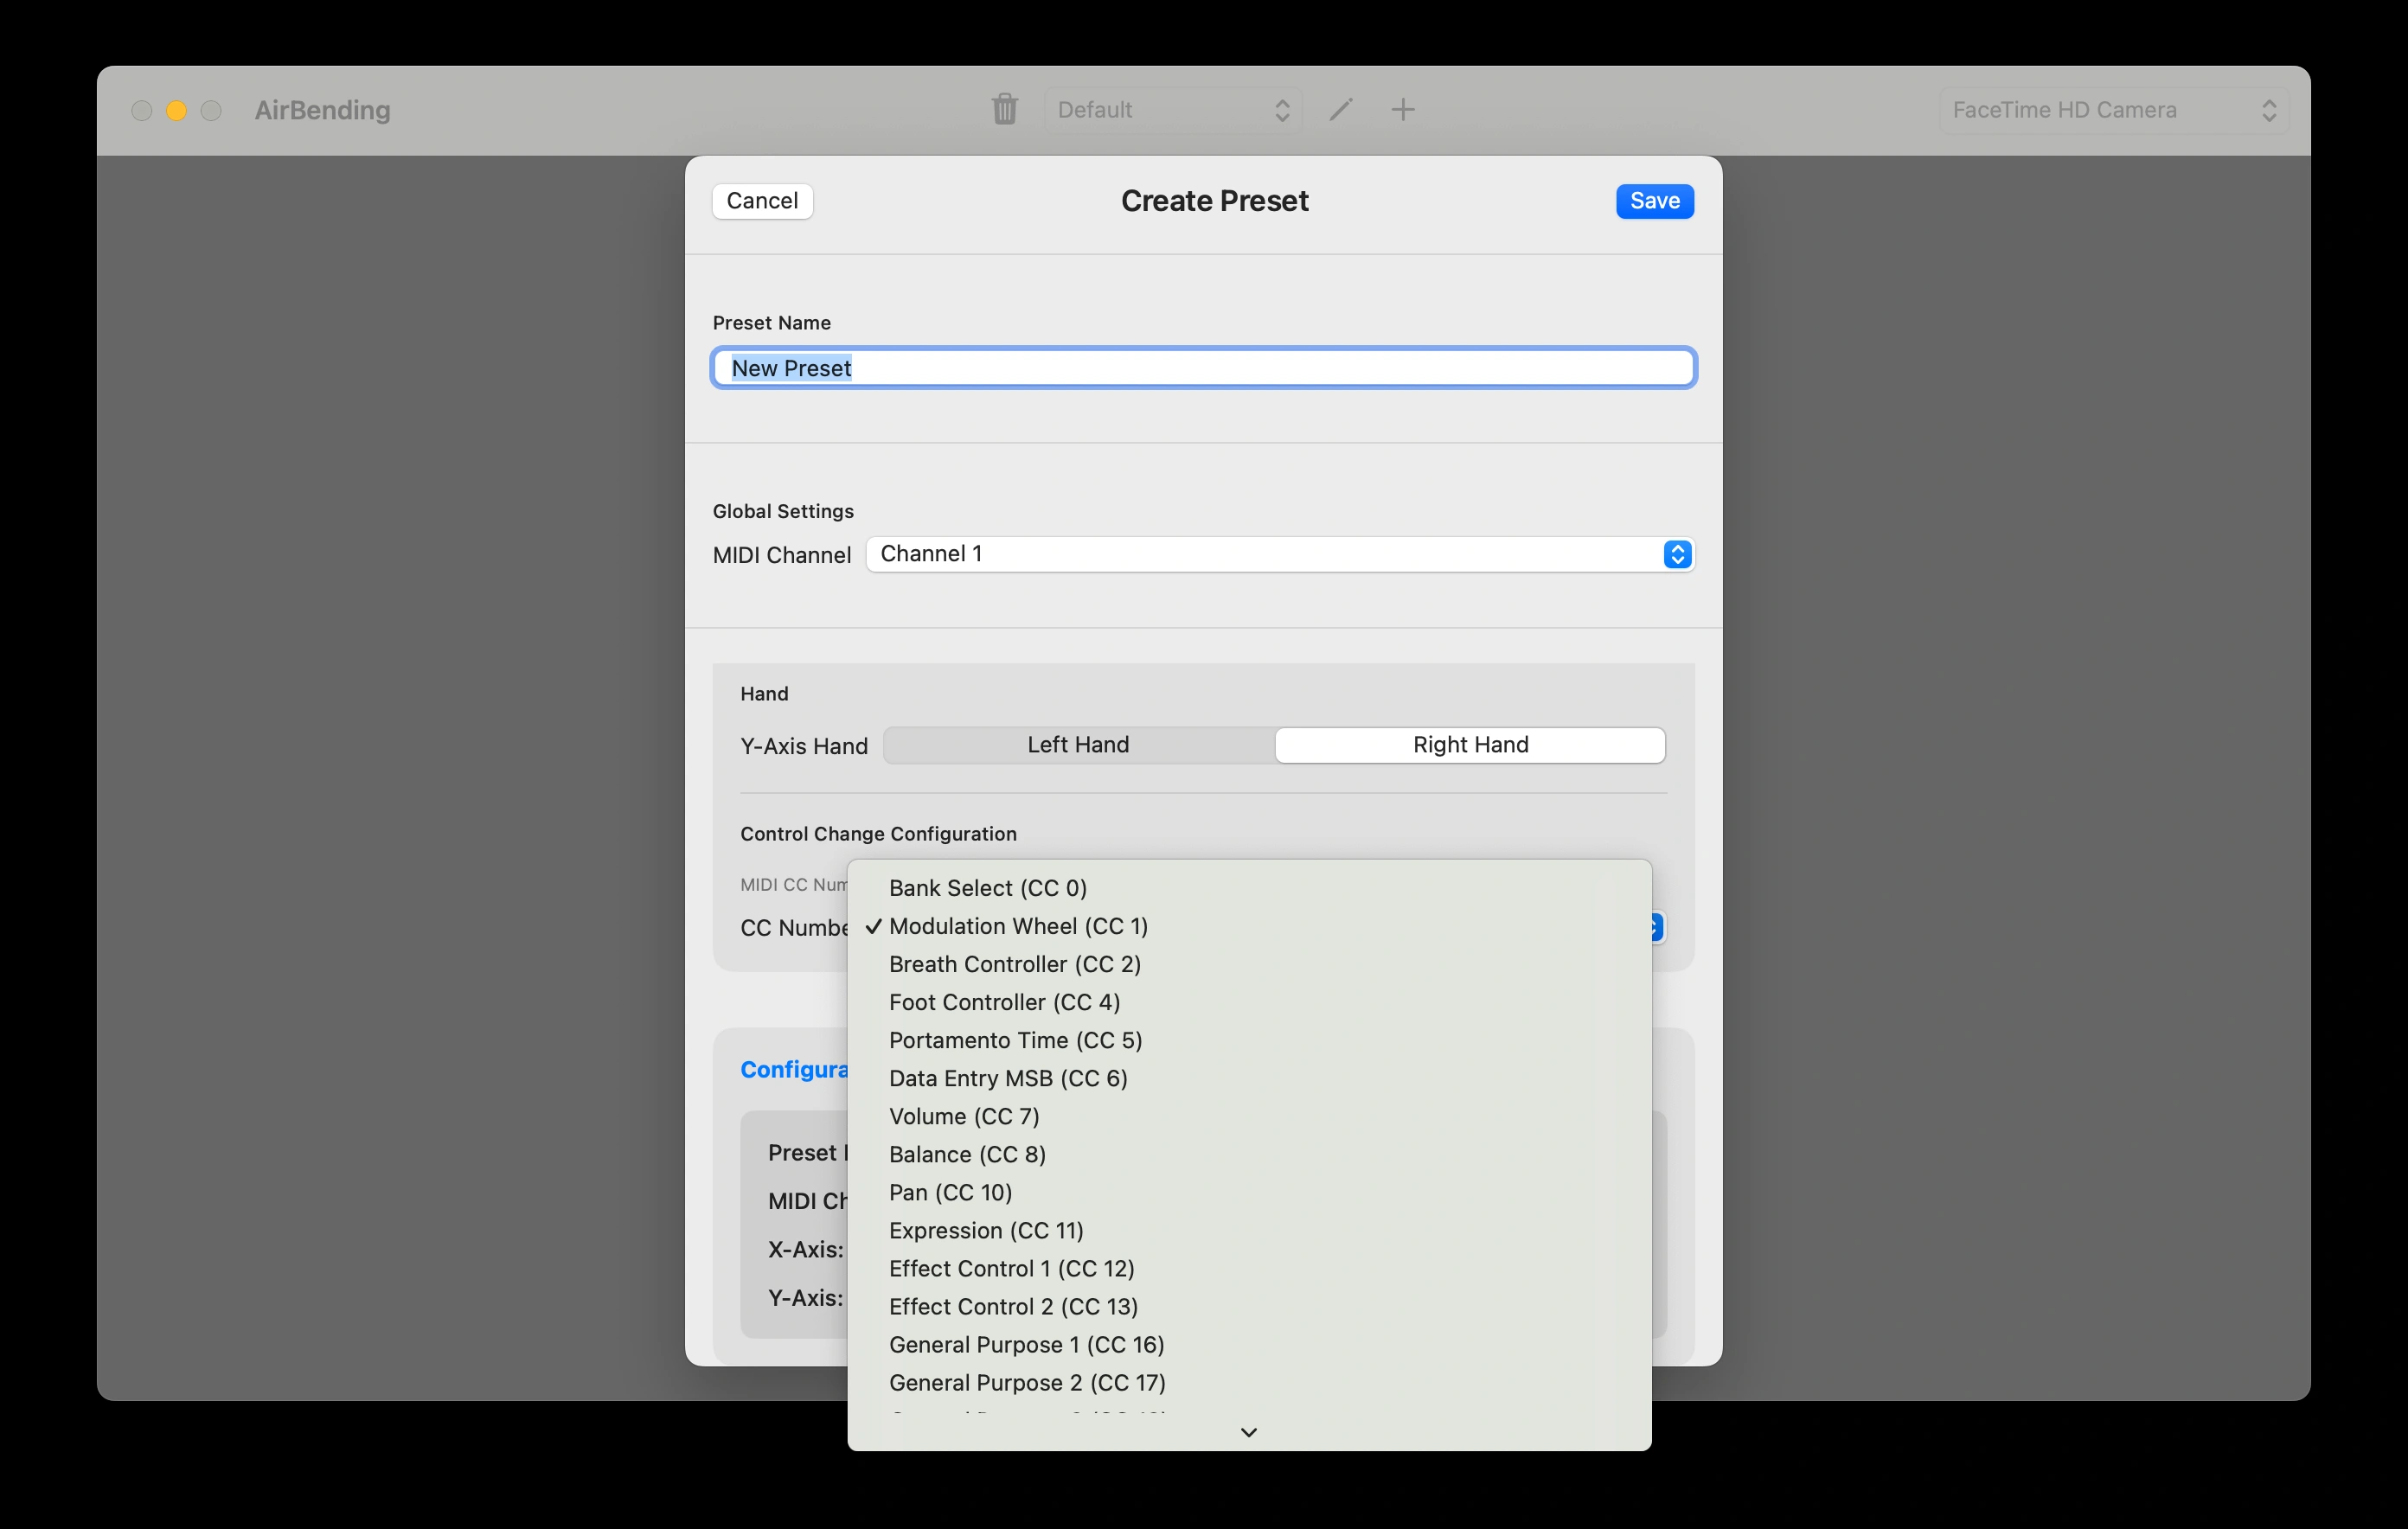 AirBending
Default
FaceTime HD Camera
Cancel
Create Preset
Save
Preset Name
New Preset
Global Settings
MIDI Channel
Channel 1
Hand
Y-Axis Hand
Left Hand
Right Hand
Control Change Configuration
MIDI CC Num
CC Numbe
Bank Select (CC 0)
✓ Modulation Wheel (CC 1)
Breath Controller (CC 2)
Foot Controller (CC 4)
Portamento Time (CC 5)
Data Entry MSB (CC 6)
Volume (CC 7)
Balance (CC 8)
Pan (CC 10)
Expression (CC 11)
Effect Control 1 (CC 12)
Effect Control 2 (CC 13)
General Purpose 1 (CC 16)
General Purpose 2 (CC 17)
Configura
Preset
MIDI Ch
X-Axis:
Y-Axis: